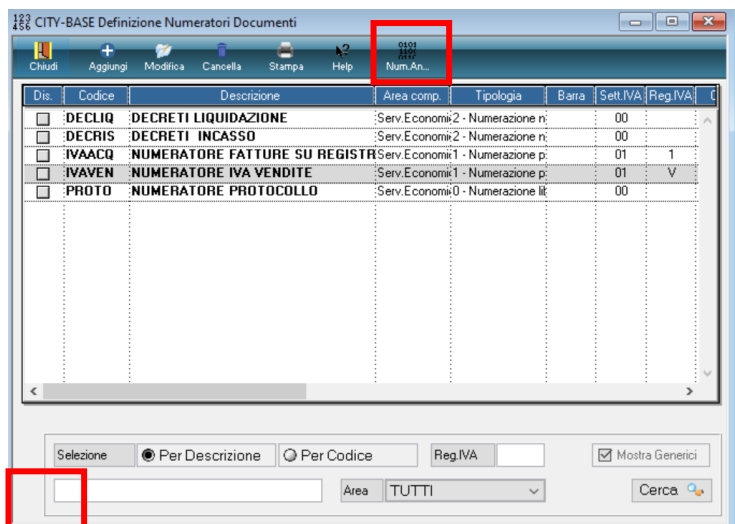 CITY-BASE Definizione Numeratori Documenti
Chiudi Aggiungi Modifica Cancella Stampa Help Num.An...
Dis. Codice Descrizione Area comp. Tipologia Barra Sett.IVA Reg.IVA
DECLIQ DECRETI LIQUIDAZIONE Serv.Economi 2 - Numerazione n 00
DECRIS DECRETI INCASSO Serv.Economi 2 - Numerazione n 00
IVAACQ NUMERATORE FATTURE SU REGISTR Serv.Economi 1 - Numerazione p 01 1
IVAVEN NUMERATORE IVA VENDITE Serv.Economi 1 - Numerazione p 01 V
PROTO NUMERATORE PROTOCOLLO Serv.Economi 0 - Numerazione lib 00
Selezione Per Descrizione Per Codice Reg.IVA Mostra Generici
Area TUTTI Cerca